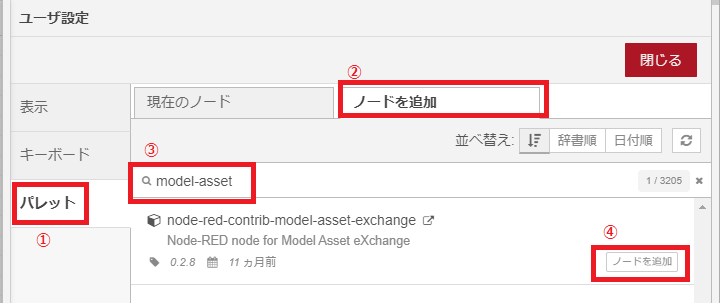 ユーザ設定
閉じる
②
表示
現在のノード
ノードを追加
並べ替え: 辞書順 日付順
キーボード
③
model-asset
1 / 3205
パレット
①
node-red-contrib-model-asset-exchange
Node-RED node for Model Asset eXchange
④
0.2.8 11 ヵ月前
ノードを追加